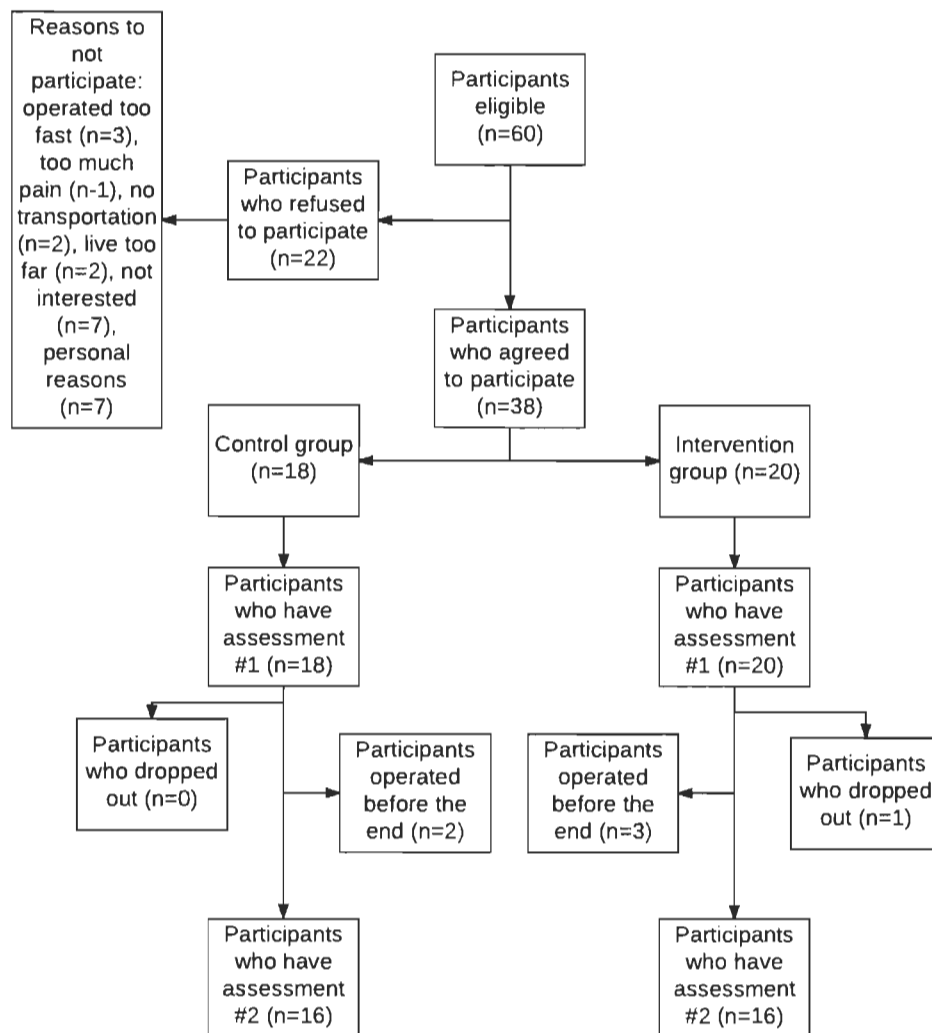 Reasons to
not
participate:
operated too
fast (n=3),
too much
pain (n-1), no
transportation
(n=2), live too
far (n=2), not
interested
(n=7),
personal
reasons
(n=7)
Participants
eligible
(n=60)
Participants
who refused
to participate
(n=22)
Participants
who agreed
to participate
(n=38)
Control group
(n=18)
Intervention
group (n=20)
Participants
who have
assessment
#1 (n=18)
Participants
who have
assessment
#1 (n=20)
Participants
who dropped
out (n=0)
Participants
operated
before the
end (n=2)
Participants
operated
before the
end (n=3)
Participants
who dropped
out (n=1)
Participants
who have
assessment
#2 (n=16)
Participants
who have
assessment
#2 (n=16)